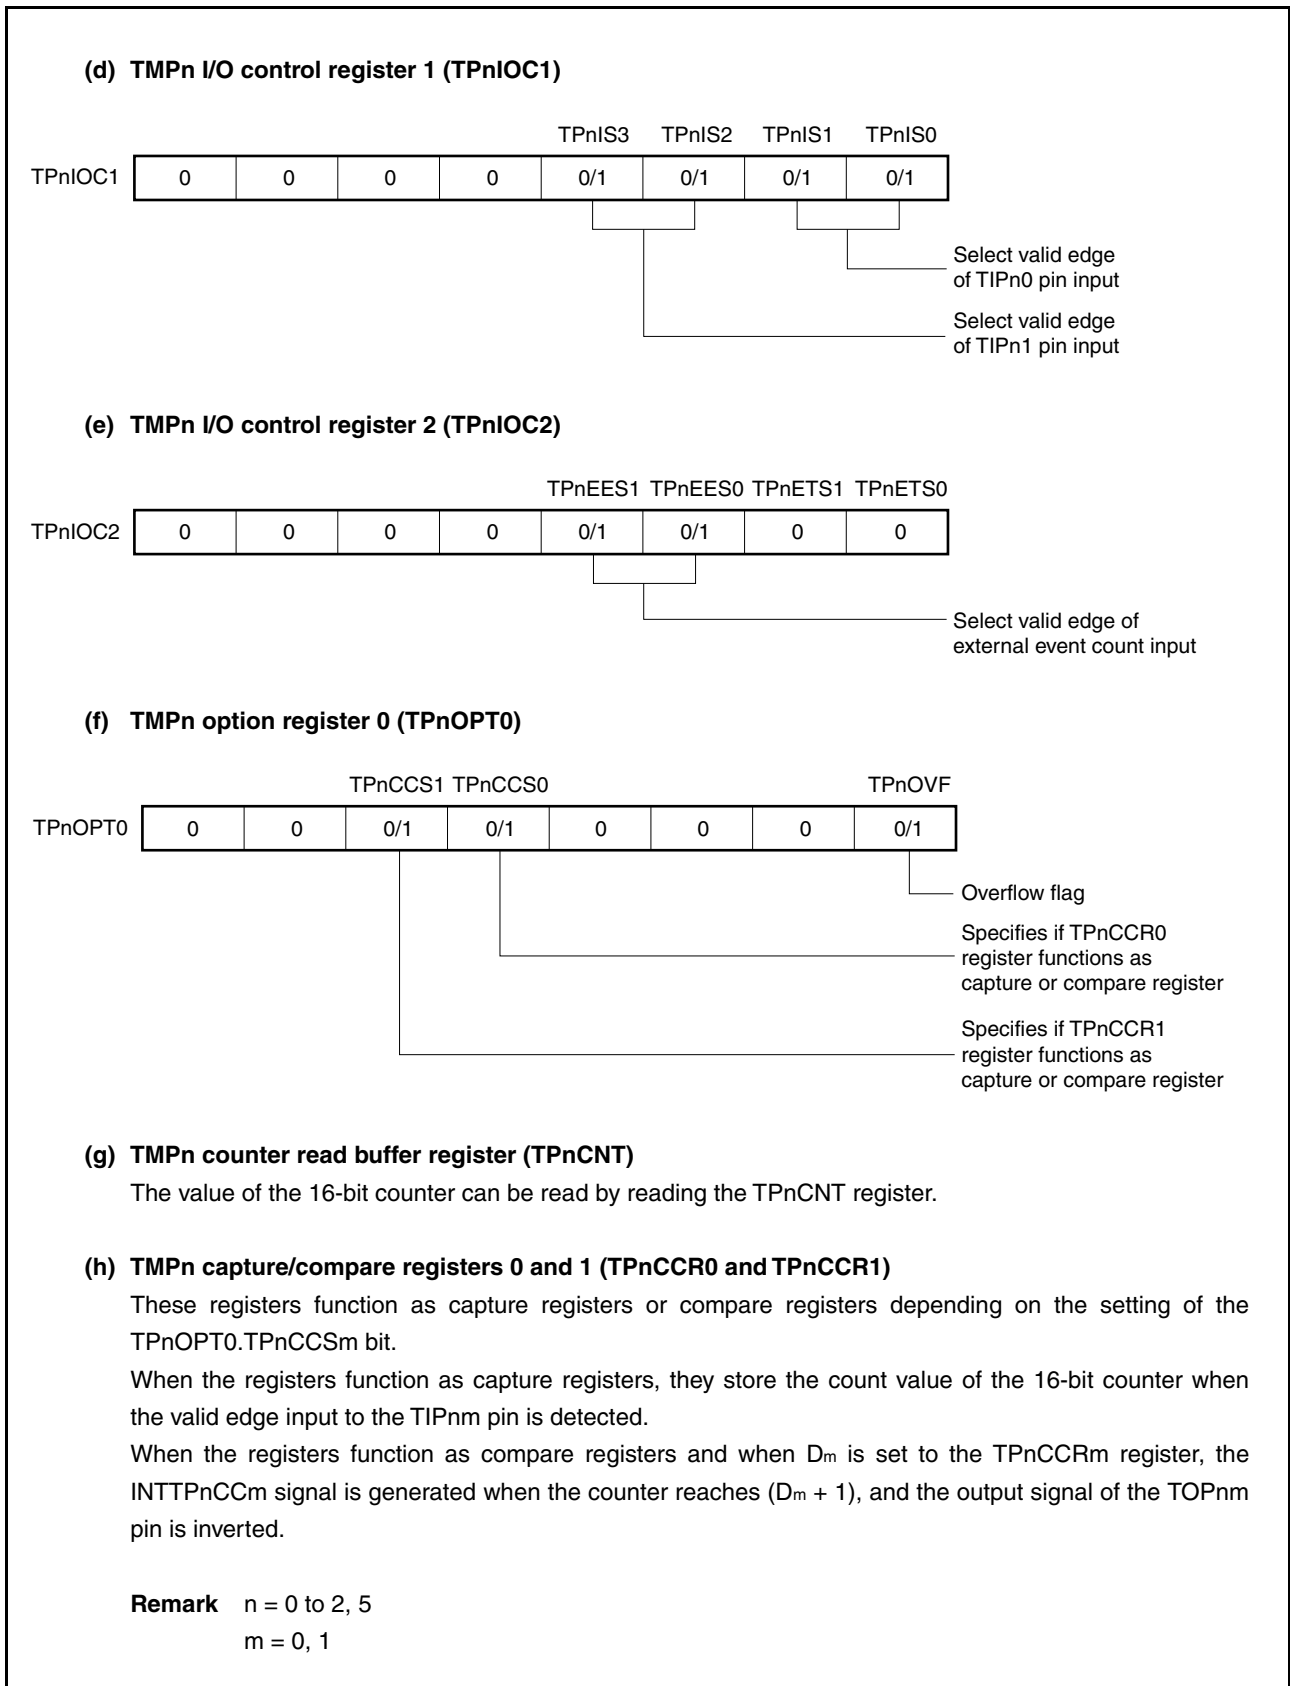 (d) TMPn I/O control register 1 (TPnIOC1)
TPnIS3 TPnIS2 TPnIS1 TPnIS0
TPnIOC1 0 0 0 0 0/1 0/1 0/1 0/1
Select valid edge
of TIPn0 pin input
Select valid edge
of TIPn1 pin input
(e) TMPn I/O control register 2 (TPnIOC2)
TPnEES1 TPnEES0 TPnETS1 TPnETS0
TPnIOC2 0 0 0 0 0/1 0/1 0 0
Select valid edge of
external event count input
(f) TMPn option register 0 (TPnOPT0)
TPnCCS1 TPnCCS0 TPnOVF
TPnOPT0 0 0 0/1 0/1 0 0 0 0/1
Overflow flag
Specifies if TPnCCR0
register functions as
capture or compare register
Specifies if TPnCCR1
register functions as
capture or compare register
(g) TMPn counter read buffer register (TPnCNT)
The value of the 16-bit counter can be read by reading the TPnCNT register.
(h) TMPn capture/compare registers 0 and 1 (TPnCCR0 and TPnCCR1)
These registers function as capture registers or compare registers depending on the setting of the
TPnOPT0.TPnCCSm bit.
When the registers function as capture registers, they store the count value of the 16-bit counter when
the valid edge input to the TIPnm pin is detected.
When the registers function as compare registers and when Dm is set to the TPnCCRm register, the
INTTPnCCm signal is generated when the counter reaches (Dm + 1), and the output signal of the TOPnm
pin is inverted.
Remark n = 0 to 2, 5
m = 0, 1